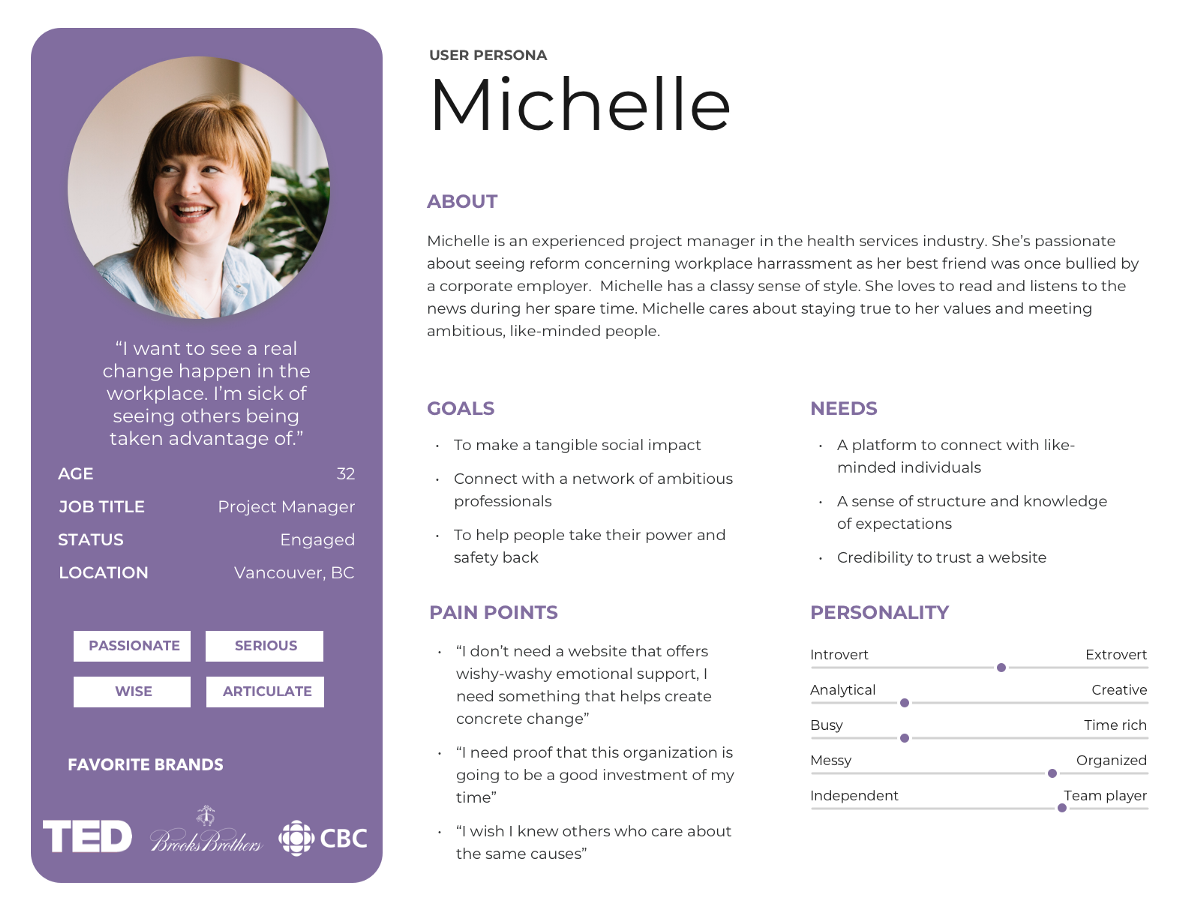 USER PERSONA
Michelle
“I want to see a real
change happen in the
workplace. I’m sick of
seeing others being
taken advantage of.”
AGE 32
JOB TITLE Project Manager
STATUS Engaged
LOCATION Vancouver, BC
PASSIONATE SERIOUS
WISE ARTICULATE
FAVORITE BRANDS
TED Brooks Brothers CBC
ABOUT
Michelle is an experienced project manager in the health services industry. She’s passionate
about seeing reform concerning workplace harrassment as her best friend was once bullied by
a corporate employer.  Michelle has a classy sense of style. She loves to read and listens to the
news during her spare time. Michelle cares about staying true to her values and meeting
ambitious, like-minded people.
GOALS
• To make a tangible social impact
• Connect with a network of ambitious
professionals
• To help people take their power and
safety back
NEEDS
• A platform to connect with like-
minded individuals
• A sense of structure and knowledge
of expectations
• Credibility to trust a website
PAIN POINTS
• “I don’t need a website that offers
wishy-washy emotional support, I
need something that helps create
concrete change”
• “I need proof that this organization is
going to be a good investment of my
time”
• “I wish I knew others who care about
the same causes”
PERSONALITY
Introvert Extrovert
Analytical Creative
Busy Time rich
Messy Organized
Independent Team player